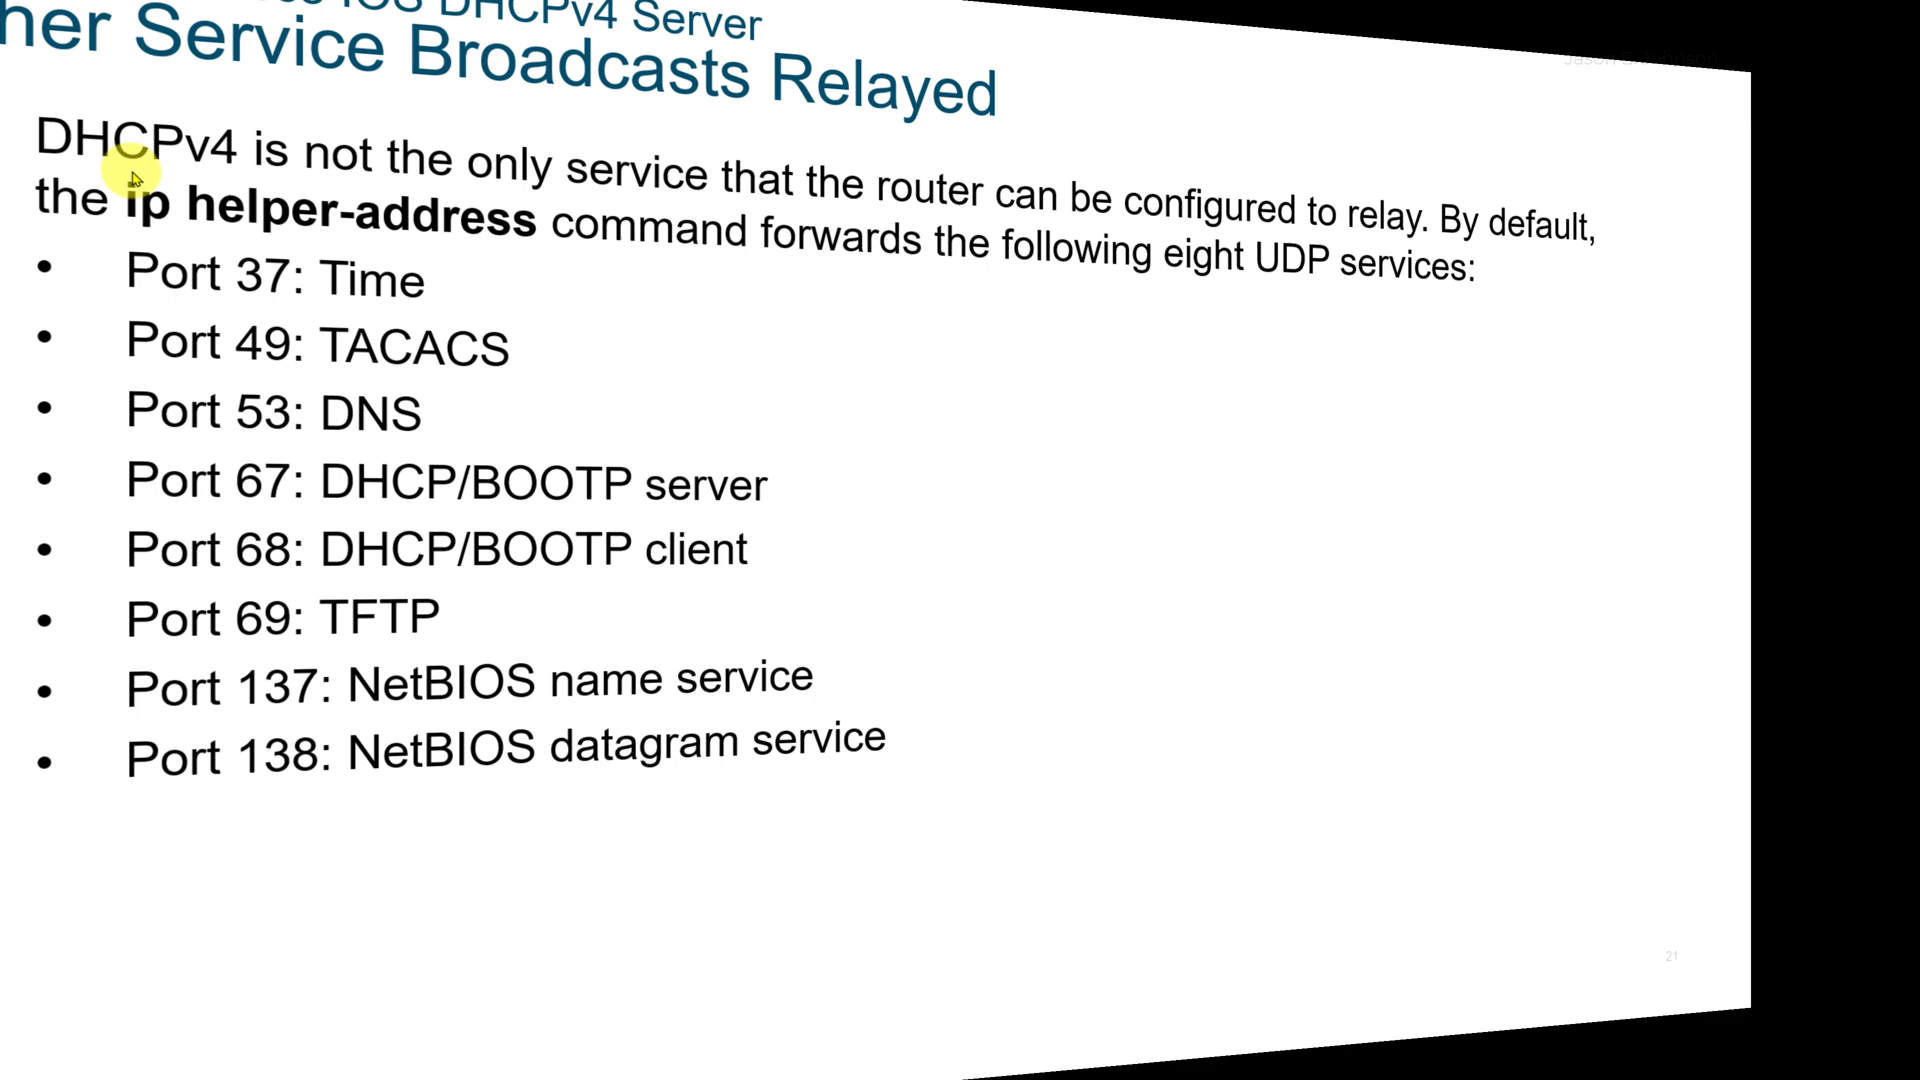 IOS DHCPv4 Server
her Service Broadcasts Relayed
DHCPv4 is not the only service that the router can be configured to relay. By default,
the ip helper-address command forwards the following eight UDP services:
• Port 37: Time
• Port 49: TACACS
• Port 53: DNS
• Port 67: DHCP/BOOTP server
• Port 68: DHCP/BOOTP client
• Port 69: TFTP
• Port 137: NetBIOS name service
• Port 138: NetBIOS datagram service
21